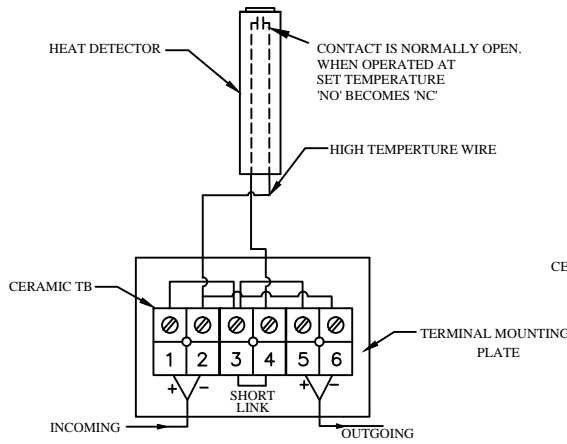 HEAT DETECTOR
CONTACT IS NORMALLY OPEN.
WHEN OPERATED AT
SET TEMPERATURE
'NO' BECOMES 'NC'
HIGH TEMPERTURE WIRE
CE
CERAMIC TB
TERMINAL MOUNTING
PLATE
1 2 3 4 5 6
+ - + -
SHORT
LINK
INCOMING
OUTGOING